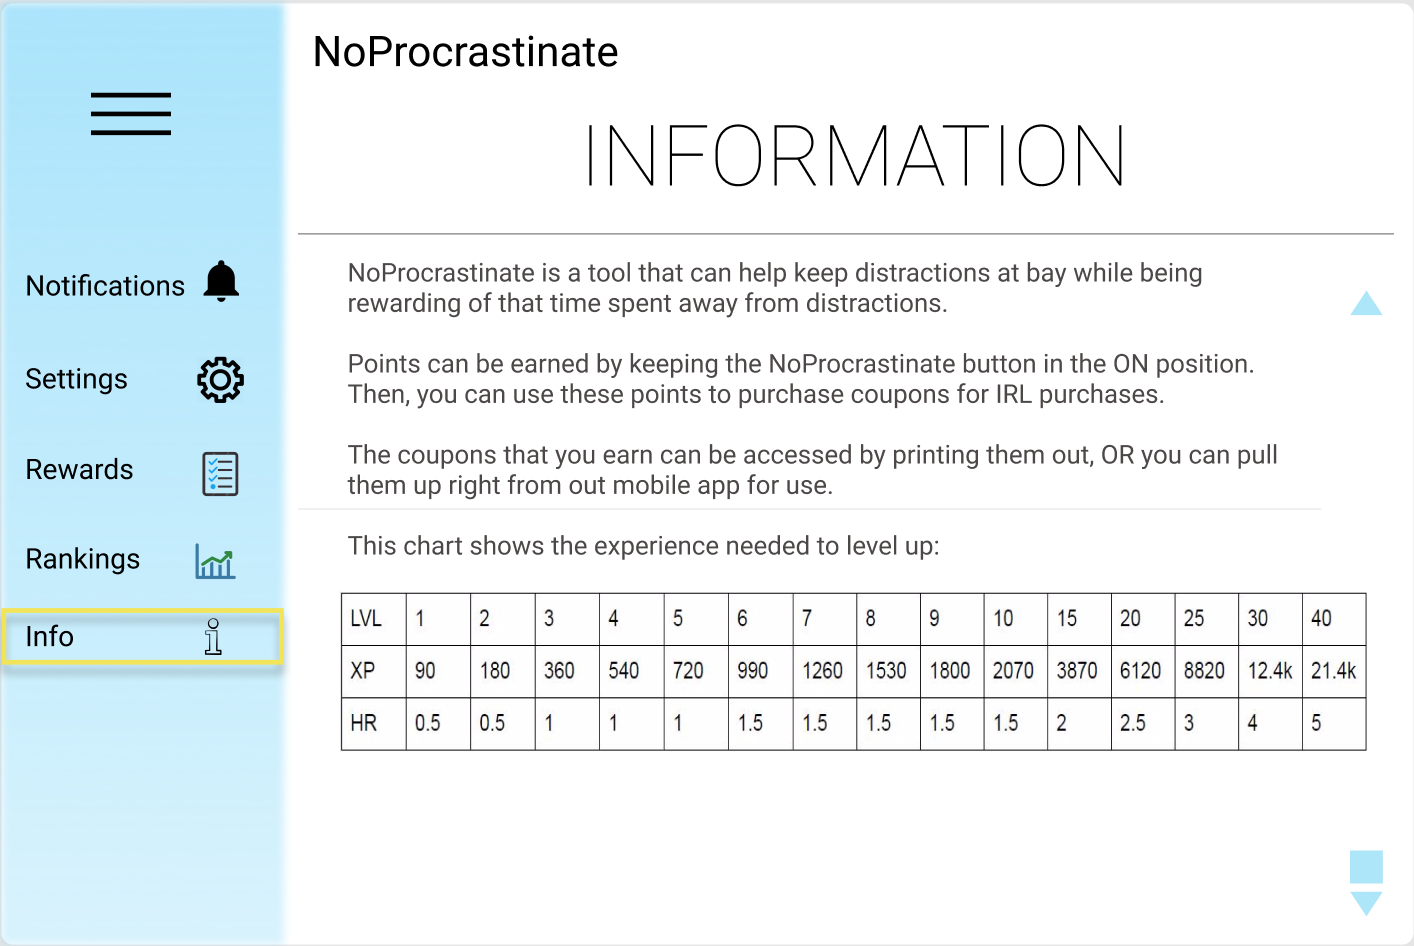 NoProcrastinate
INFORMATION
Notifications
Settings
Rewards
Rankings
Info
NoProcrastinate is a tool that can help keep distractions at bay while being
rewarding of that time spent away from distractions.
Points can be earned by keeping the NoProcrastinate button in the ON position.
Then, you can use these points to purchase coupons for IRL purchases.
The coupons that you earn can be accessed by printing them out, OR you can pull
them up right from out mobile app for use.
This chart shows the experience needed to level up:
LVL 1 2 3 4 5 6 7 8 9 10 15 20 25 30 40
XP 90 180 360 540 720 990 1260 1530 1800 2070 3870 6120 8820 12.4k 21.4k
HR 0.5 0.5 1 1 1 1.5 1.5 1.5 1.5 1.5 2 2.5 3 4 5